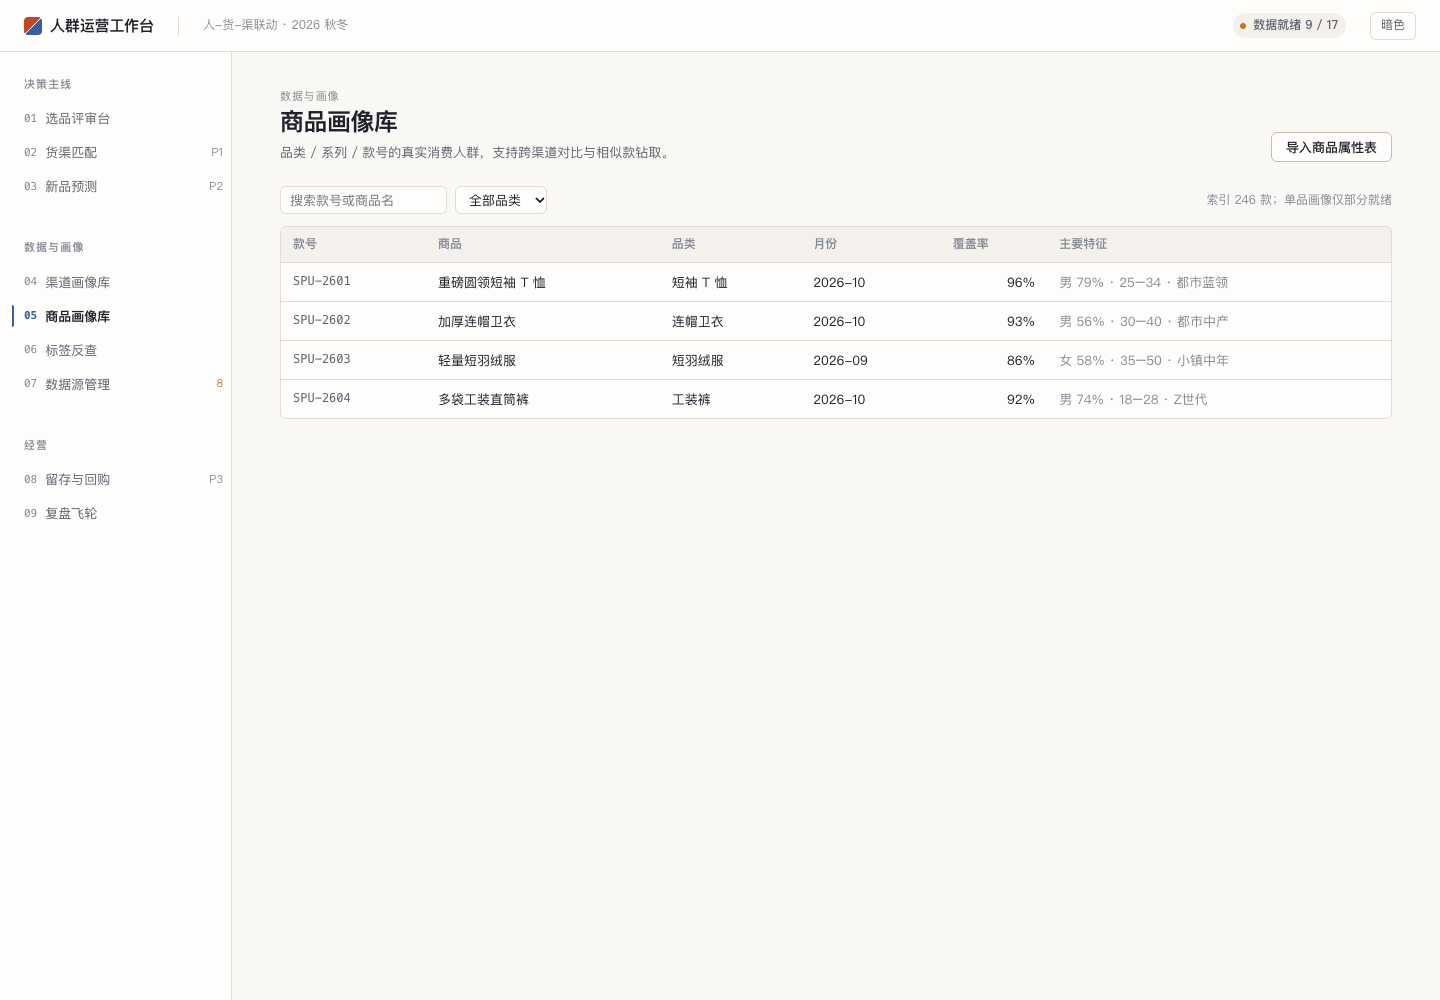 人群运营工作台
人–货–渠联动 · 2026 秋冬
数据就绪 9 / 17
暗色
决策主线
01 选品评审台
02 货渠匹配 P1
03 新品预测 P2
数据与画像
04 渠道画像库
05 商品画像库
06 标签反查
07 数据源管理 8
经营
08 留存与回购 P3
09 复盘飞轮
数据与画像
商品画像库
品类 / 系列 / 款号的真实消费人群，支持跨渠道对比与相似款钻取。
导入商品属性表
搜索款号或商品名
全部品类
索引 246 款；单品画像仅部分就绪
款号 商品 品类 月份 覆盖率 主要特征
SPU-2601 重磅圆领短袖 T 恤 短袖 T 恤 2026-10 96% 男 79% · 25–34 · 都市蓝领
SPU-2602 加厚连帽卫衣 连帽卫衣 2026-10 93% 男 56% · 30–40 · 都市中产
SPU-2603 轻量短羽绒服 短羽绒服 2026-09 86% 女 58% · 35–50 · 小镇中年
SPU-2604 多袋工装直筒裤 工装裤 2026-10 92% 男 74% · 18–28 · Z世代